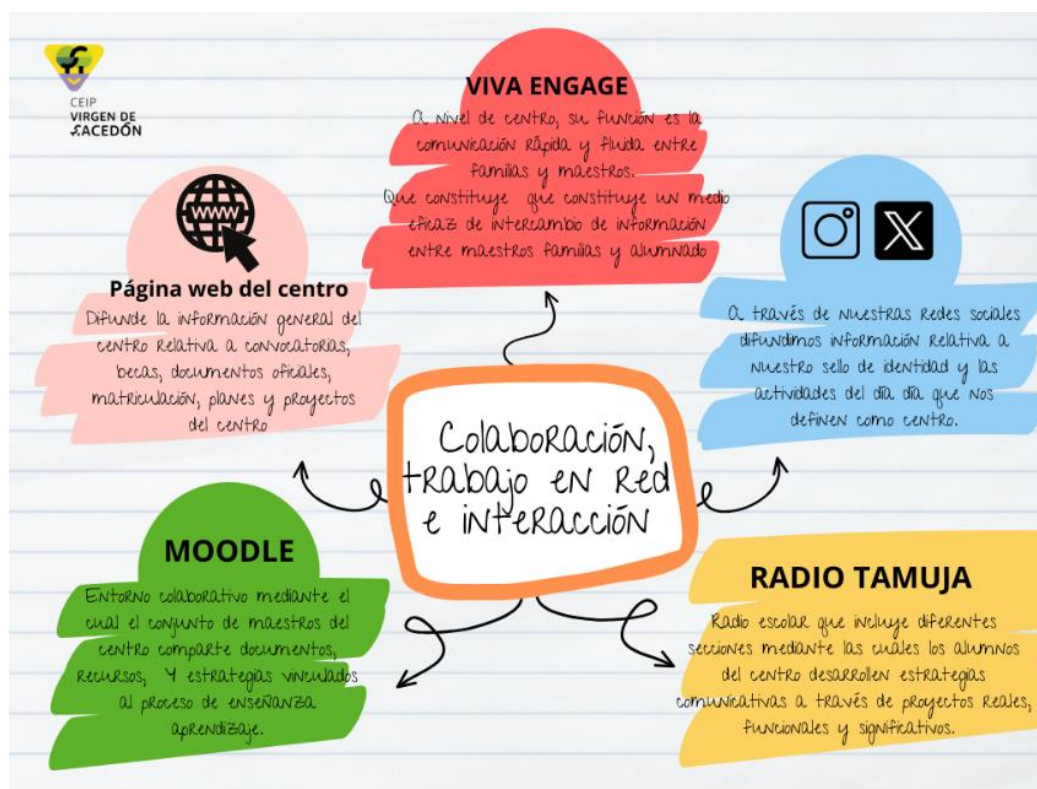 CEIP
VIRGEN DE
SACEDÓN
VIVA ENGAGE
A nivel de centro, su función es la
comunicación rápida y fluida entre
familias y maestros.
Que constituye que constituye un medio
eficaz de intercambio de información
entre maestros familias y alumnado
WWW
Página web del centro
Difunde la información general del
centro relativa a convocatorias,
becas, documentos oficiales,
matriculación, planes y proyectos
del centro
A través de nuestras redes sociales
difundimos información relativa a
nuestro sello de identidad y las
actividades del día día que nos
definen como centro.
Colaboración,
trabajo en red
e interacción
MOODLE
Entorno colaborativo mediante el
cual el conjunto de maestros del
centro comparte documentos,
recursos, Y estrategias vinculados
al proceso de enseñanza
aprendizaje.
RADIO TAMUJA
Radio escolar que incluye diferentes
secciones mediante las cuales los alumnos
del centro desarrollen estrategias
comunicativas a través de proyectos reales,
funcionales y significativos.